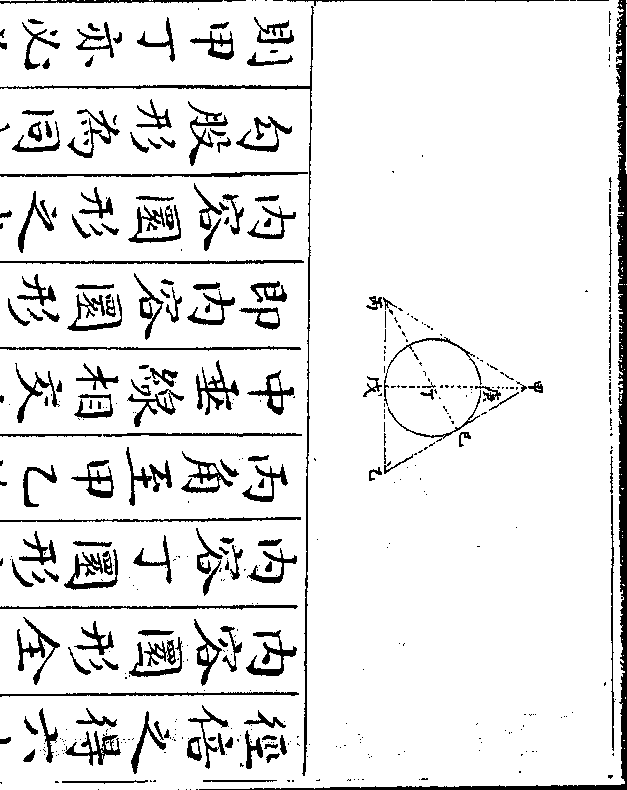 甲
庚
丙
丁
己
戊
乙
徑倍之得六
內容圜形全
內容丁圜形
丙角至甲乙
中垂線相交
即內容圜形
內容圜形之
勾股形為同
則甲丁亦必